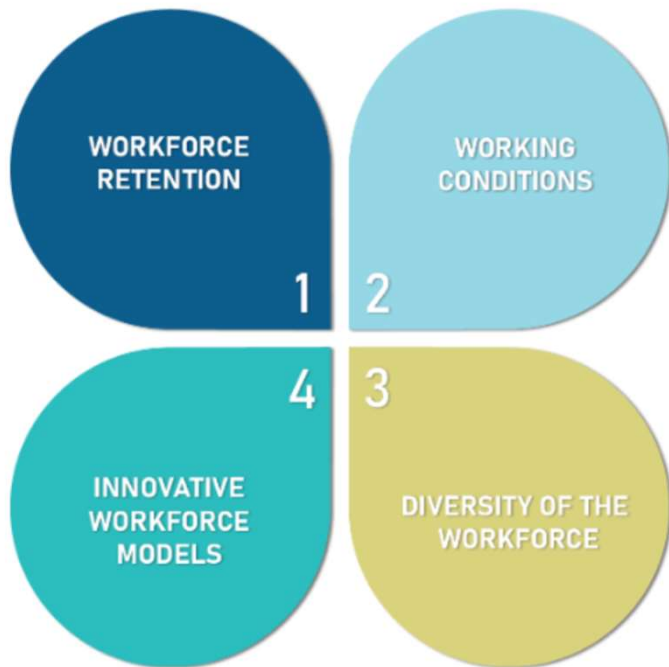 WORKFORCE
RETENTION
1
WORKING
CONDITIONS
2
3
DIVERSITY OF THE
WORKFORCE
4
INNOVATIVE
WORKFORCE
MODELS